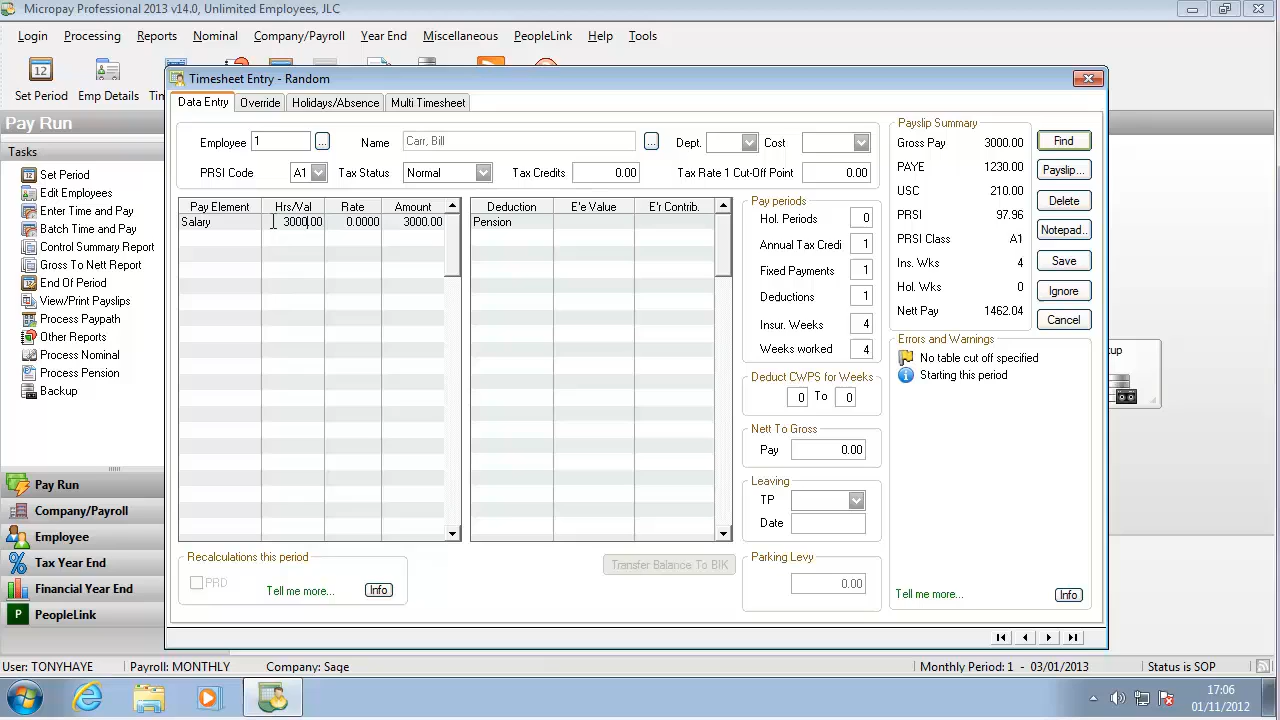 Micropay Professional 2013 v14.0, Unlimited Employees, JLC
Login Processing Reports Nominal Company/Payroll Year End Miscellaneous PeopleLink Help Tools
12 12
Set Period Emp Details
Pay Run
Tasks
Set Period
Edit Employees
Enter Time and Pay
Batch Time and Pay
Control Summary Report
Gross To Nett Report
End Of Period
View/Print Payslips
Process Paypath
Other Reports
Process Nominal
Process Pension
Backup
Pay Run
Company/Payroll
Employee
Tax Year End
Financial Year End
P PeopleLink
Timesheet Entry - Random
Data Entry Override Holidays/Absence Multi Timesheet
Employee 1 ... Name Carr, Bill ... Dept. Cost
PRSI Code A1 Tax Status Normal Tax Credits 0.00 Tax Rate 1 Cut-Off Point 0.00
Pay Element Hrs/Val Rate Amount
Salary 3000.00 0.0000 3000.00
Deduction E'e Value E'r Contrib.
Pension
Recalculations this period
PRD
Tell me more... Info
Transfer Balance To BIK
Pay periods
Hol. Periods 0
Annual Tax Credi 1
Fixed Payments 1
Deductions 1
Insur. Weeks 4
Weeks worked 4
Deduct CWPS for Weeks
0 To 0
Nett To Gross
Pay 0.00
Leaving
TP
Date
Parking Levy
0.00
Payslip Summary
Gross Pay 3000.00
PAYE 1230.00
USC 210.00
PRSI 97.96
PRSI Class A1
Ins. Wks 4
Hol. Wks 0
Nett Pay 1462.04
Find
Payslip...
Delete
Notepad..
Save
Ignore
Cancel
Errors and Warnings
No table cut off specified
Starting this period
Tell me more... Info
User: TONYHAYE Payroll: MONTHLY Company: Sage Monthly Period: 1 - 03/01/2013 Status is SOP
17:06
01/11/2012